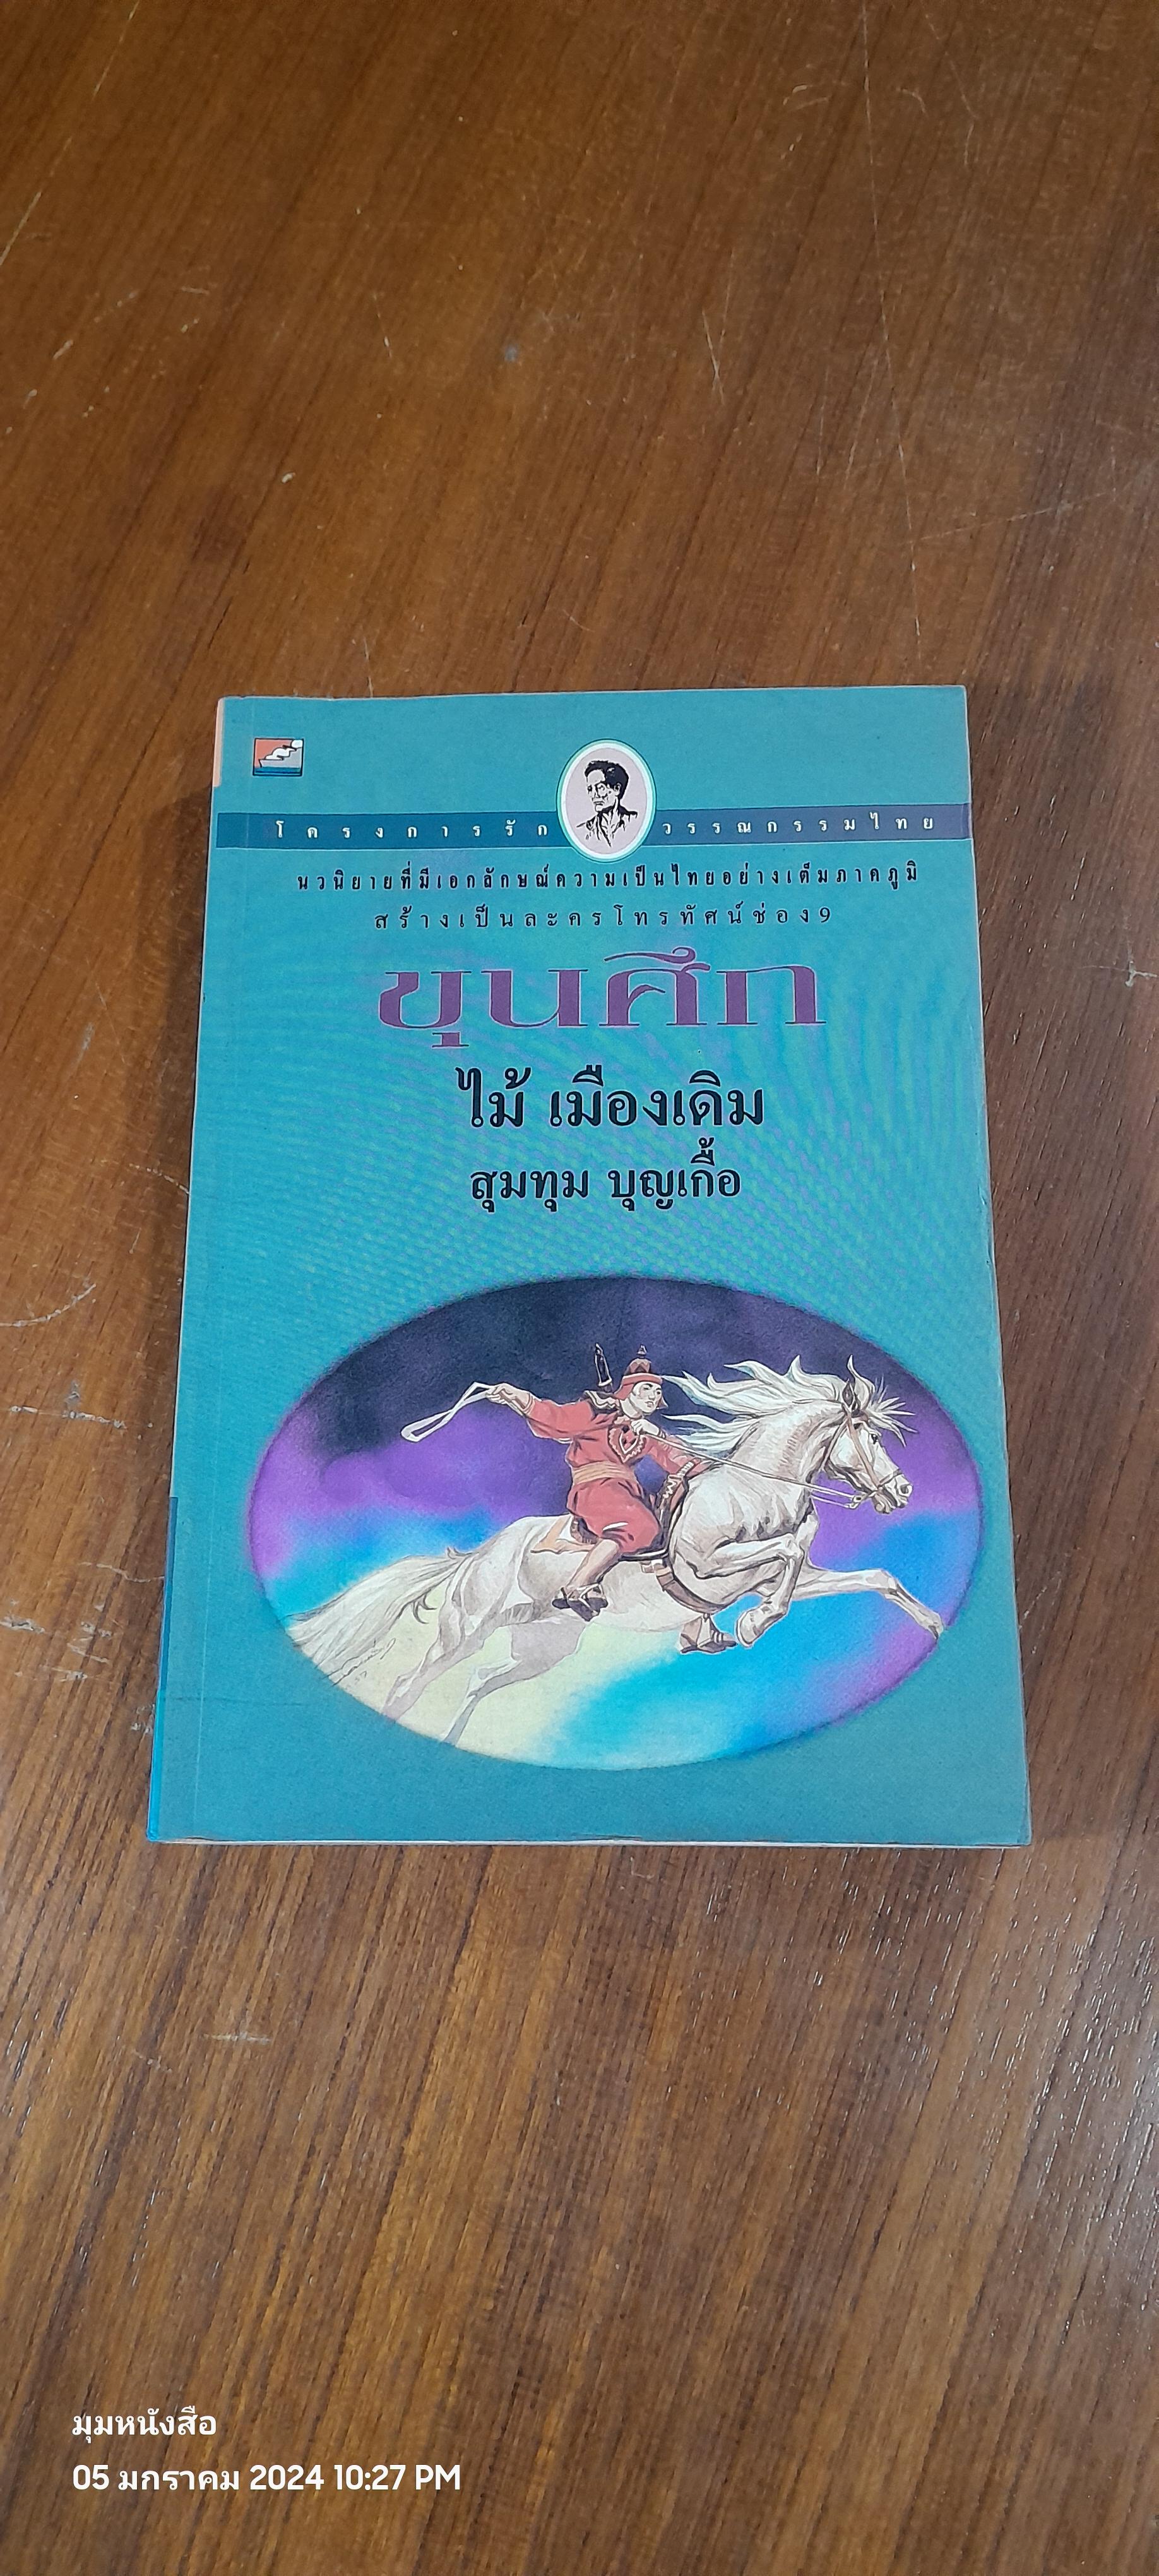 โครงการรักวรรณกรรมไทย
นวนิยายที่มีเอกลักษณ์ความเป็นไทยอย่างเต็มภาคภูมิ
สร้างเป็นละครโทรทัศน์ช่อง9
ขุนศึก
ไม้ เมืองเดิม
สุมทุม บุญเกื้อ
มุมหนังสือ
05 มกราคม 2024 10:27 PM